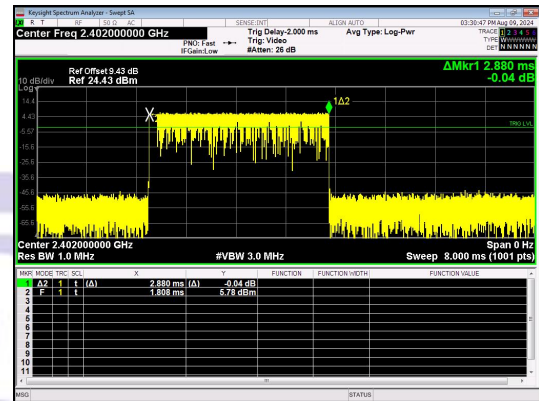 Keysight Spectrum Analyzer - Swept SA
RL RF 50 Ω AC SENSE:INT ALIGN AUTO 03:30:47 PM Aug 09, 2024
Center Freq 2.402000000 GHz
PNO: Fast
IFGain:Low
Trig Delay-2.000 ms
Trig: Video
#Atten: 26 dB
Avg Type: Log-Pwr
TRACE 1 2 3 4 5 6
TYPE WWWWWW
DET N N N N N N
ΔMkr1 2.880 ms
-0.04 dB
Ref Offset 9.43 dB
Ref 24.43 dBm
10 dB/div
Log
14.4
4.43
-5.57
-15.6
-25.6
-35.6
-45.6
-55.6
-65.6
X2
1Δ2
TRIG LVL
Center 2.402000000 GHz
Res BW 1.0 MHz
#VBW 3.0 MHz
Span 0 Hz
Sweep 8.000 ms (1001 pts)
MKR MODE TRC SCL X Y FUNCTION FUNCTION WIDTH FUNCTION VALUE
1 Δ2 1 t (Δ) 2.880 ms (Δ) -0.04 dB
2 F 1 t 1.808 ms 5.78 dBm
3
4
5
6
7
8
9
10
11
MSG STATUS